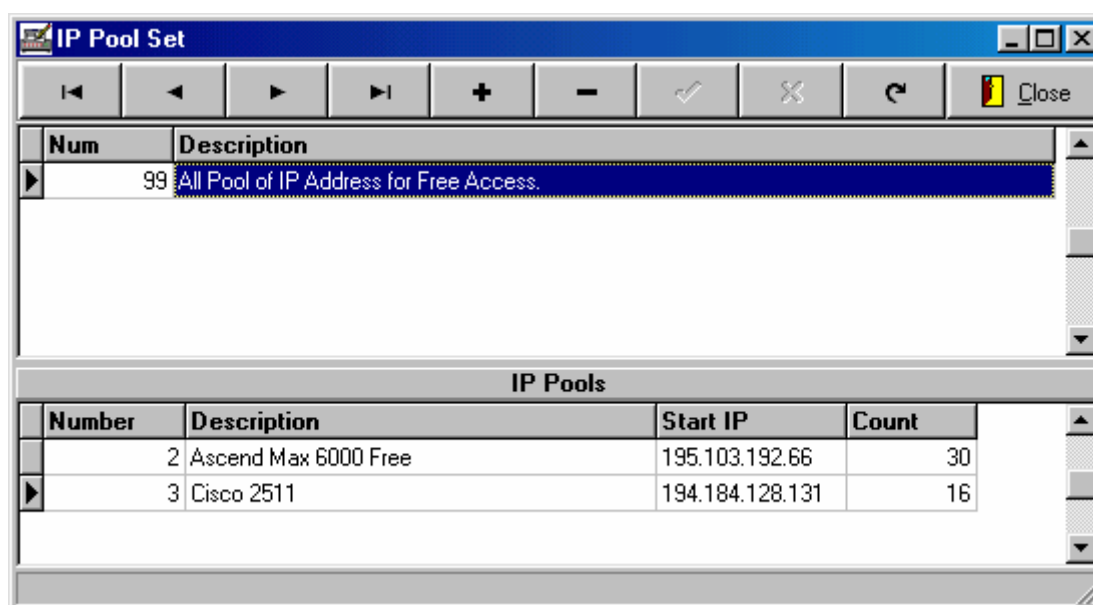 IP Pool Set
Close
Num Description
99 All Pool of IP Address for Free Access.
IP Pools
Number Description Start IP Count
2 Ascend Max 6000 Free 195.103.192.66 30
3 Cisco 2511 194.184.128.131 16